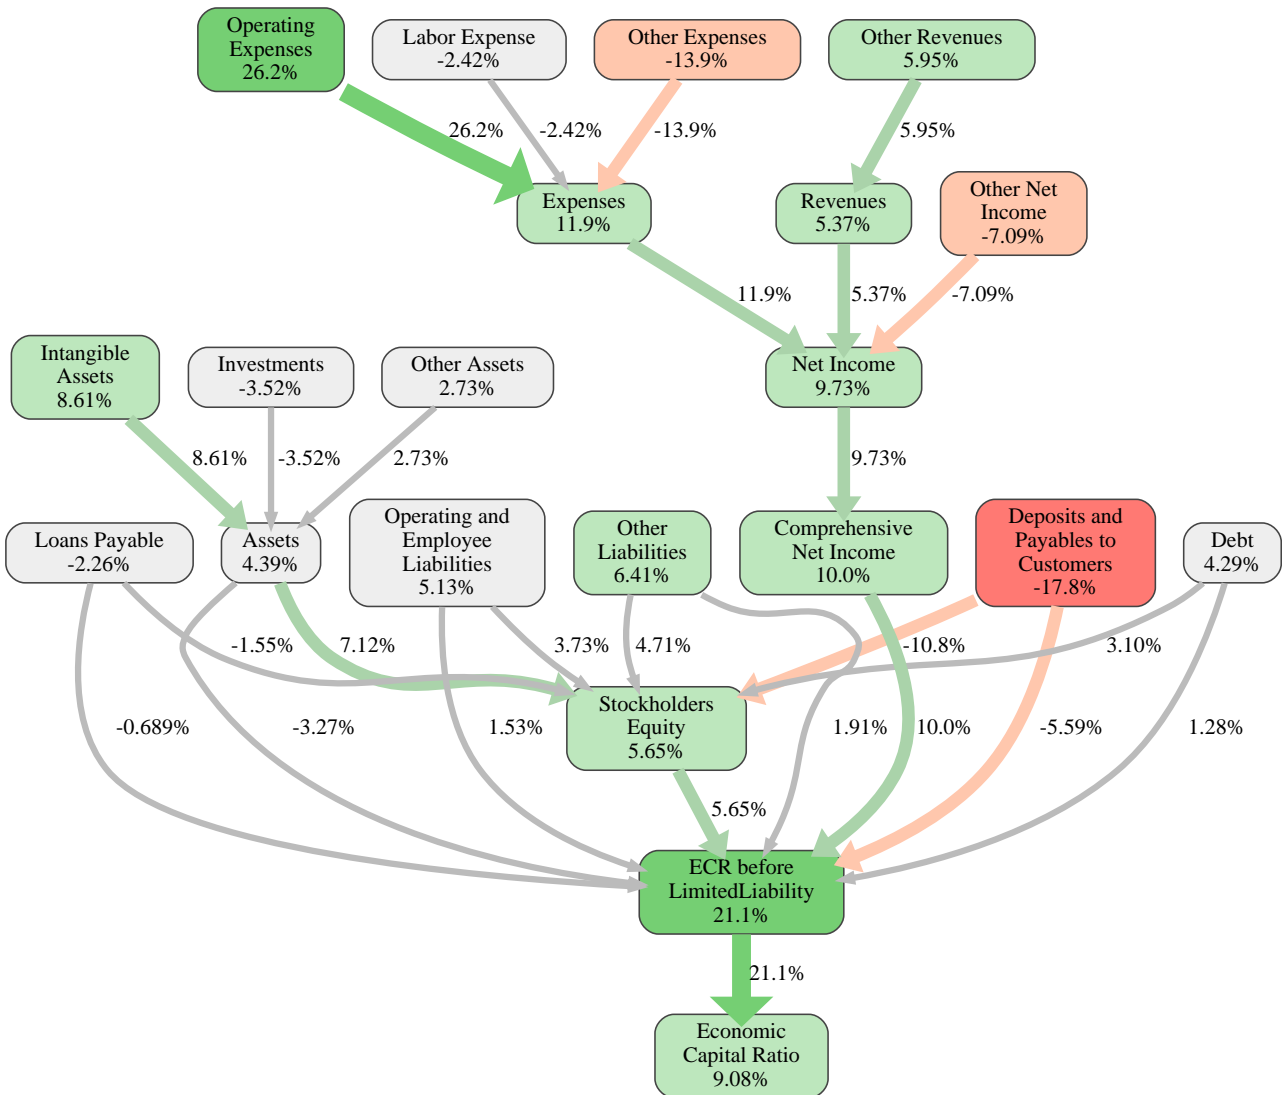 Operating
Expenses
26.2%
Labor Expense
-2.42%
Other Expenses
-13.9%
Other Revenues
5.95%
26.2%
-2.42%
-13.9%
5.95%
Expenses
11.9%
Revenues
5.37%
Other Net
Income
-7.09%
11.9%
5.37%
-7.09%
Intangible
Assets
8.61%
Investments
-3.52%
Other Assets
2.73%
Net Income
9.73%
8.61%
-3.52%
2.73%
9.73%
Loans Payable
-2.26%
Assets
4.39%
Operating and
Employee
Liabilities
5.13%
Other
Liabilities
6.41%
Comprehensive
Net Income
10.0%
Deposits and
Payables to
Customers
-17.8%
Debt
4.29%
-1.55%
7.12%
3.73%
4.71%
-10.8%
3.10%
Stockholders
Equity
5.65%
-0.689%
-3.27%
1.53%
1.91%
10.0%
-5.59%
1.28%
5.65%
ECR before
LimitedLiability
21.1%
21.1%
Economic
Capital Ratio
9.08%